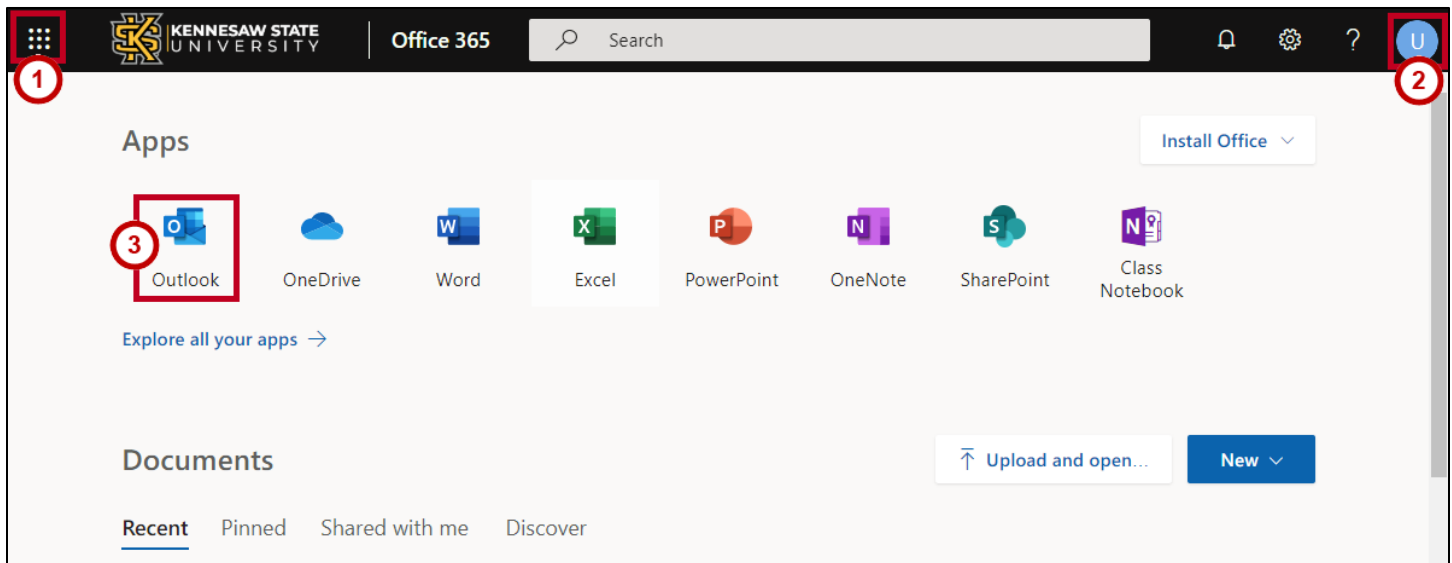 KENNESAW STATE
UNIVERSITY
Office 365
Search
?
U
1
2
Apps
Install Office
3
Outlook
OneDrive
Word
Excel
PowerPoint
OneNote
SharePoint
Class
Notebook
Explore all your apps →
Documents
Upload and open...
New
Recent Pinned Shared with me Discover